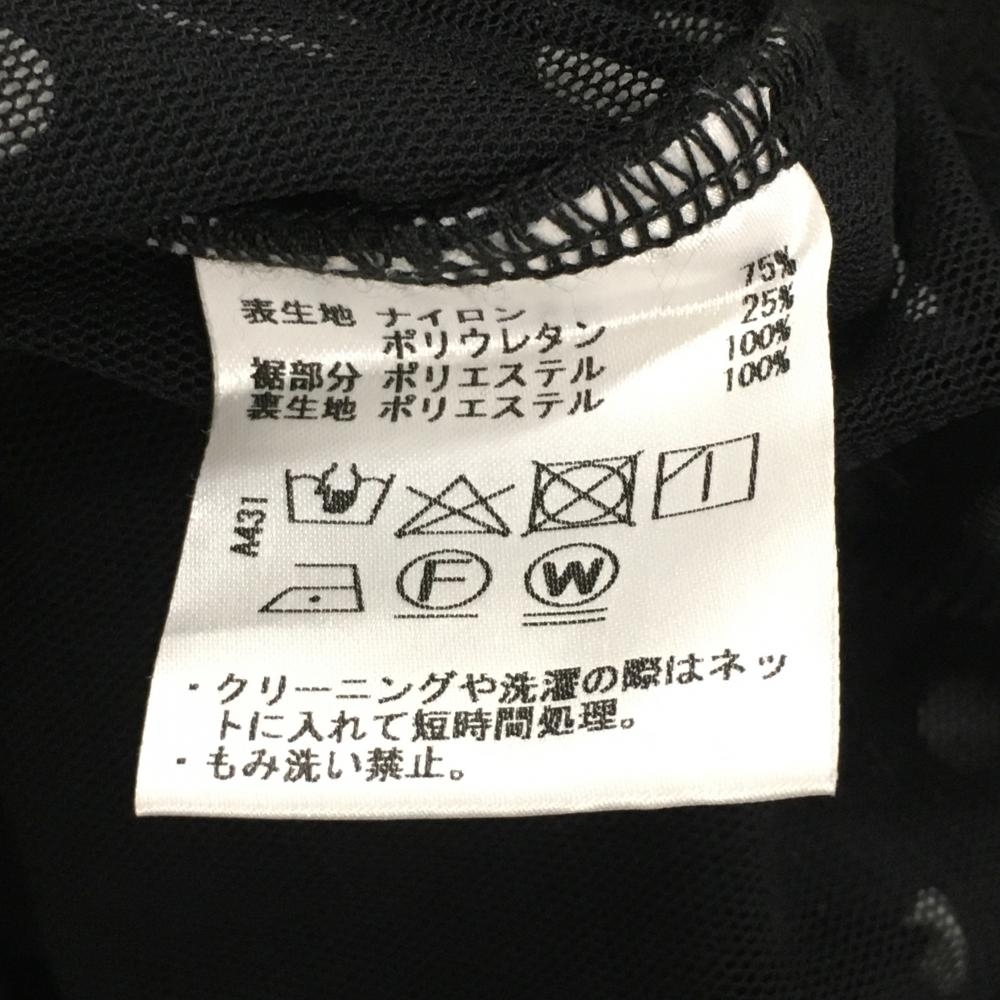 表生地 ナイロン 75%
ポリウレタン 25%
裾部分 ポリエステル 100%
裏生地 ポリエステル 100%
A431
F W
・クリーニングや洗濯の際はネッ
トに入れて短時間処理。
・もみ洗い禁止。